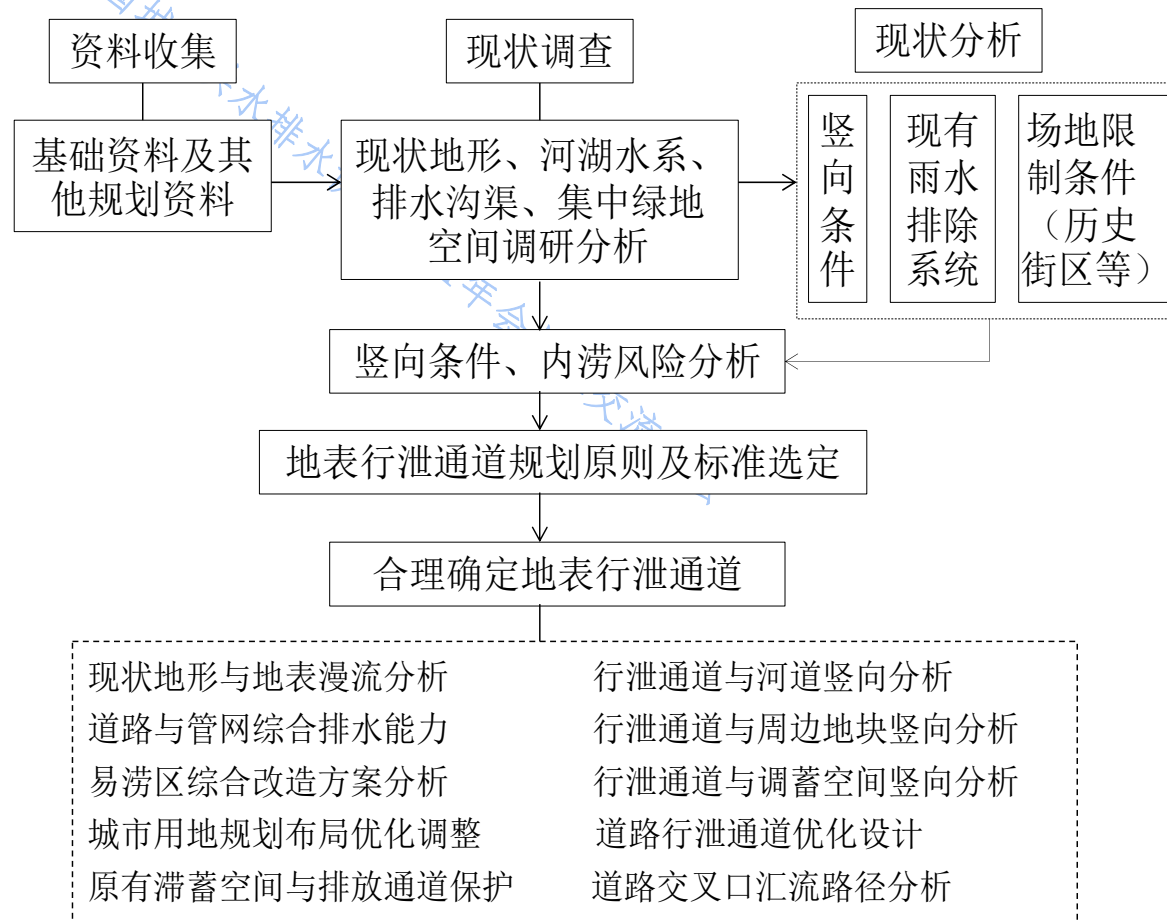 资料收集
现状调查
现状分析
基础资料及其
他规划资料
现状地形、河湖水系、
排水沟渠、集中绿地
空间调研分析
竖
向
条
件
现有
雨水
排除
系统
场地限
制条件
（历史
街区等）
竖向条件、内涝风险分析
地表行泄通道规划原则及标准选定
合理确定地表行泄通道
现状地形与地表漫流分析
道路与管网综合排水能力
易涝区综合改造方案分析
城市用地规划布局优化调整
原有滞蓄空间与排放通道保护
行泄通道与河道竖向分析
行泄通道与周边地块竖向分析
行泄通道与调蓄空间竖向分析
道路行泄通道优化设计
道路交叉口汇流路径分析